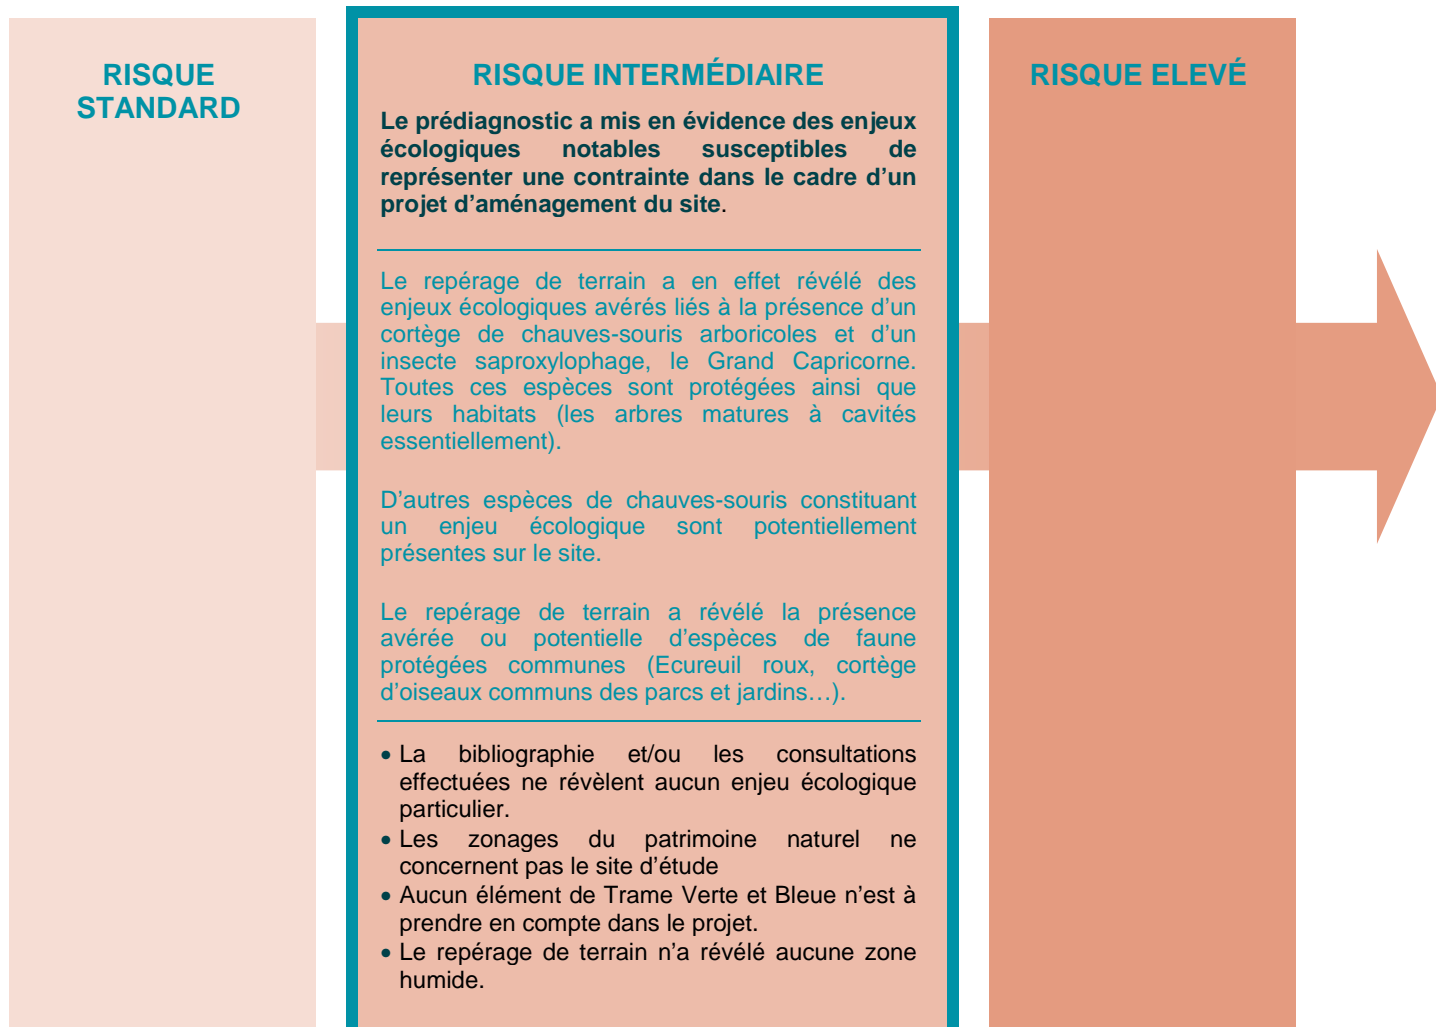 RISQUE
STANDARD
RISQUE INTERMÉDIAIRE
Le prédiagnostic a mis en évidence des enjeux
écologiques notables susceptibles de
représenter une contrainte dans le cadre d’un
projet d’aménagement du site.
Le repérage de terrain a en effet révélé des
enjeux écologiques avérés liés à la présence d’un
cortège de chauves-souris arboricoles et d’un
insecte saproxylophage, le Grand Capricorne.
Toutes ces espèces sont protégées ainsi que
leurs habitats (les arbres matures à cavités
essentiellement).
D’autres espèces de chauves-souris constituant
un enjeu écologique sont potentiellement
présentes sur le site.
Le repérage de terrain a révélé la présence
avérée ou potentielle d’espèces de faune
protégées communes (Ecureuil roux, cortège
d’oiseaux communs des parcs et jardins…).
• La bibliographie et/ou les consultations
effectuées ne révèlent aucun enjeu écologique
particulier.
• Les zonages du patrimoine naturel ne
concernent pas le site d’étude
• Aucun élément de Trame Verte et Bleue n’est à
prendre en compte dans le projet.
• Le repérage de terrain n’a révélé aucune zone
humide.
RISQUE ELEVÉ